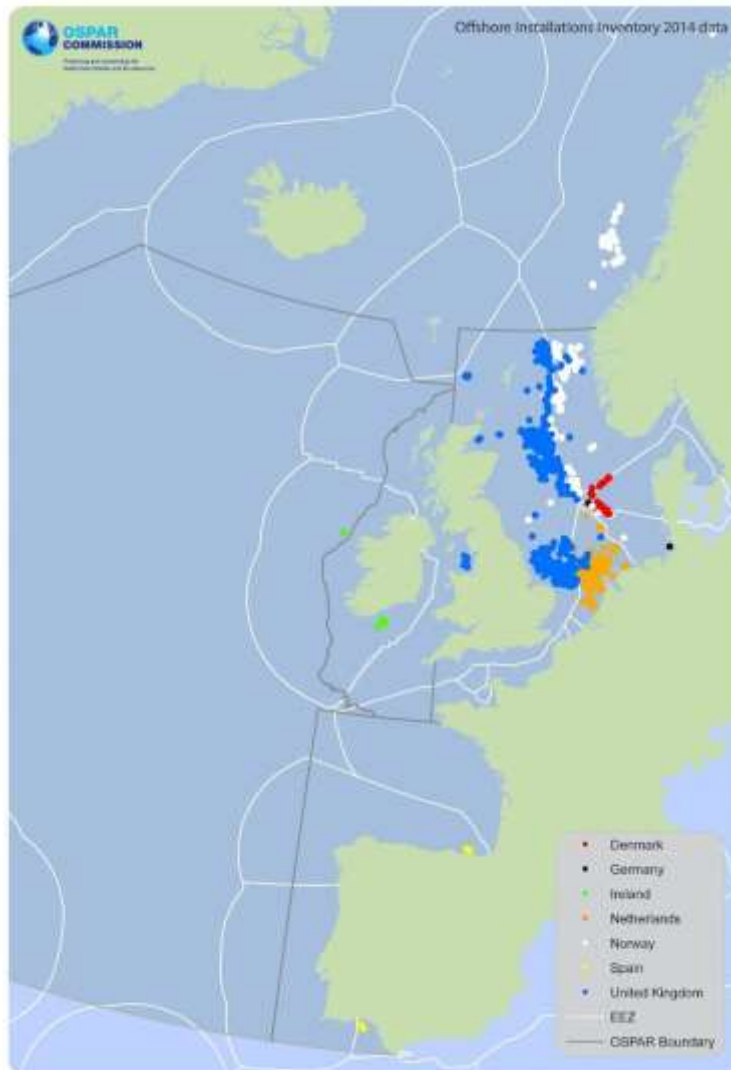 OSPAR
COMMISSION
Offshore Installations Inventory 2014 data
Denmark
Germany
Ireland
Netherlands
Norway
Spain
United Kingdom
EEZ
OSPAR Boundary